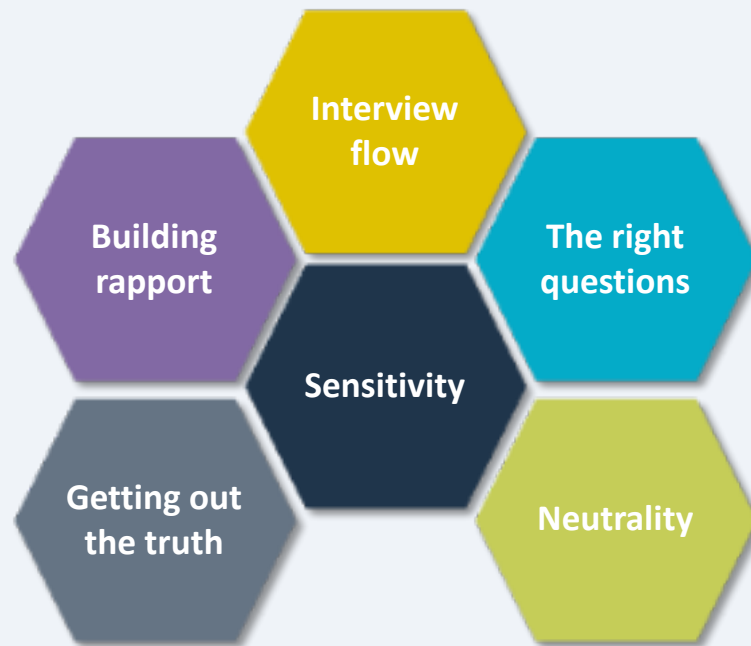 Interview
flow
Building
rapport
The right
questions
Sensitivity
Getting out
the truth
Neutrality